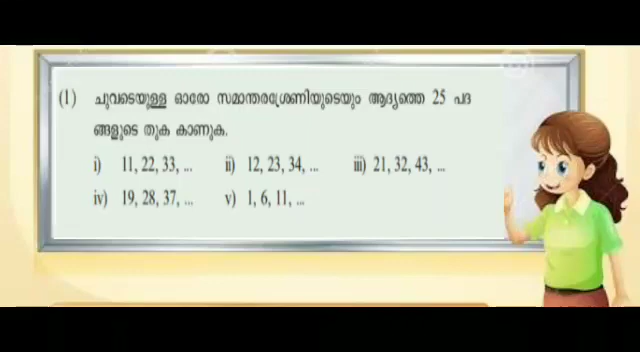 (1) ചുവടെയുള്ള ഓരോ സമാന്തരശ്രേണിയുടെയും ആദ്യത്തെ 25 പദ
ങ്ങളുടെ തുക കാണുക.
i) 11, 22, 33, ... ii) 12, 23, 34, ... iii) 21, 32, 43, ...
iv) 19, 28, 37, ... v) 1, 6, 11, ...